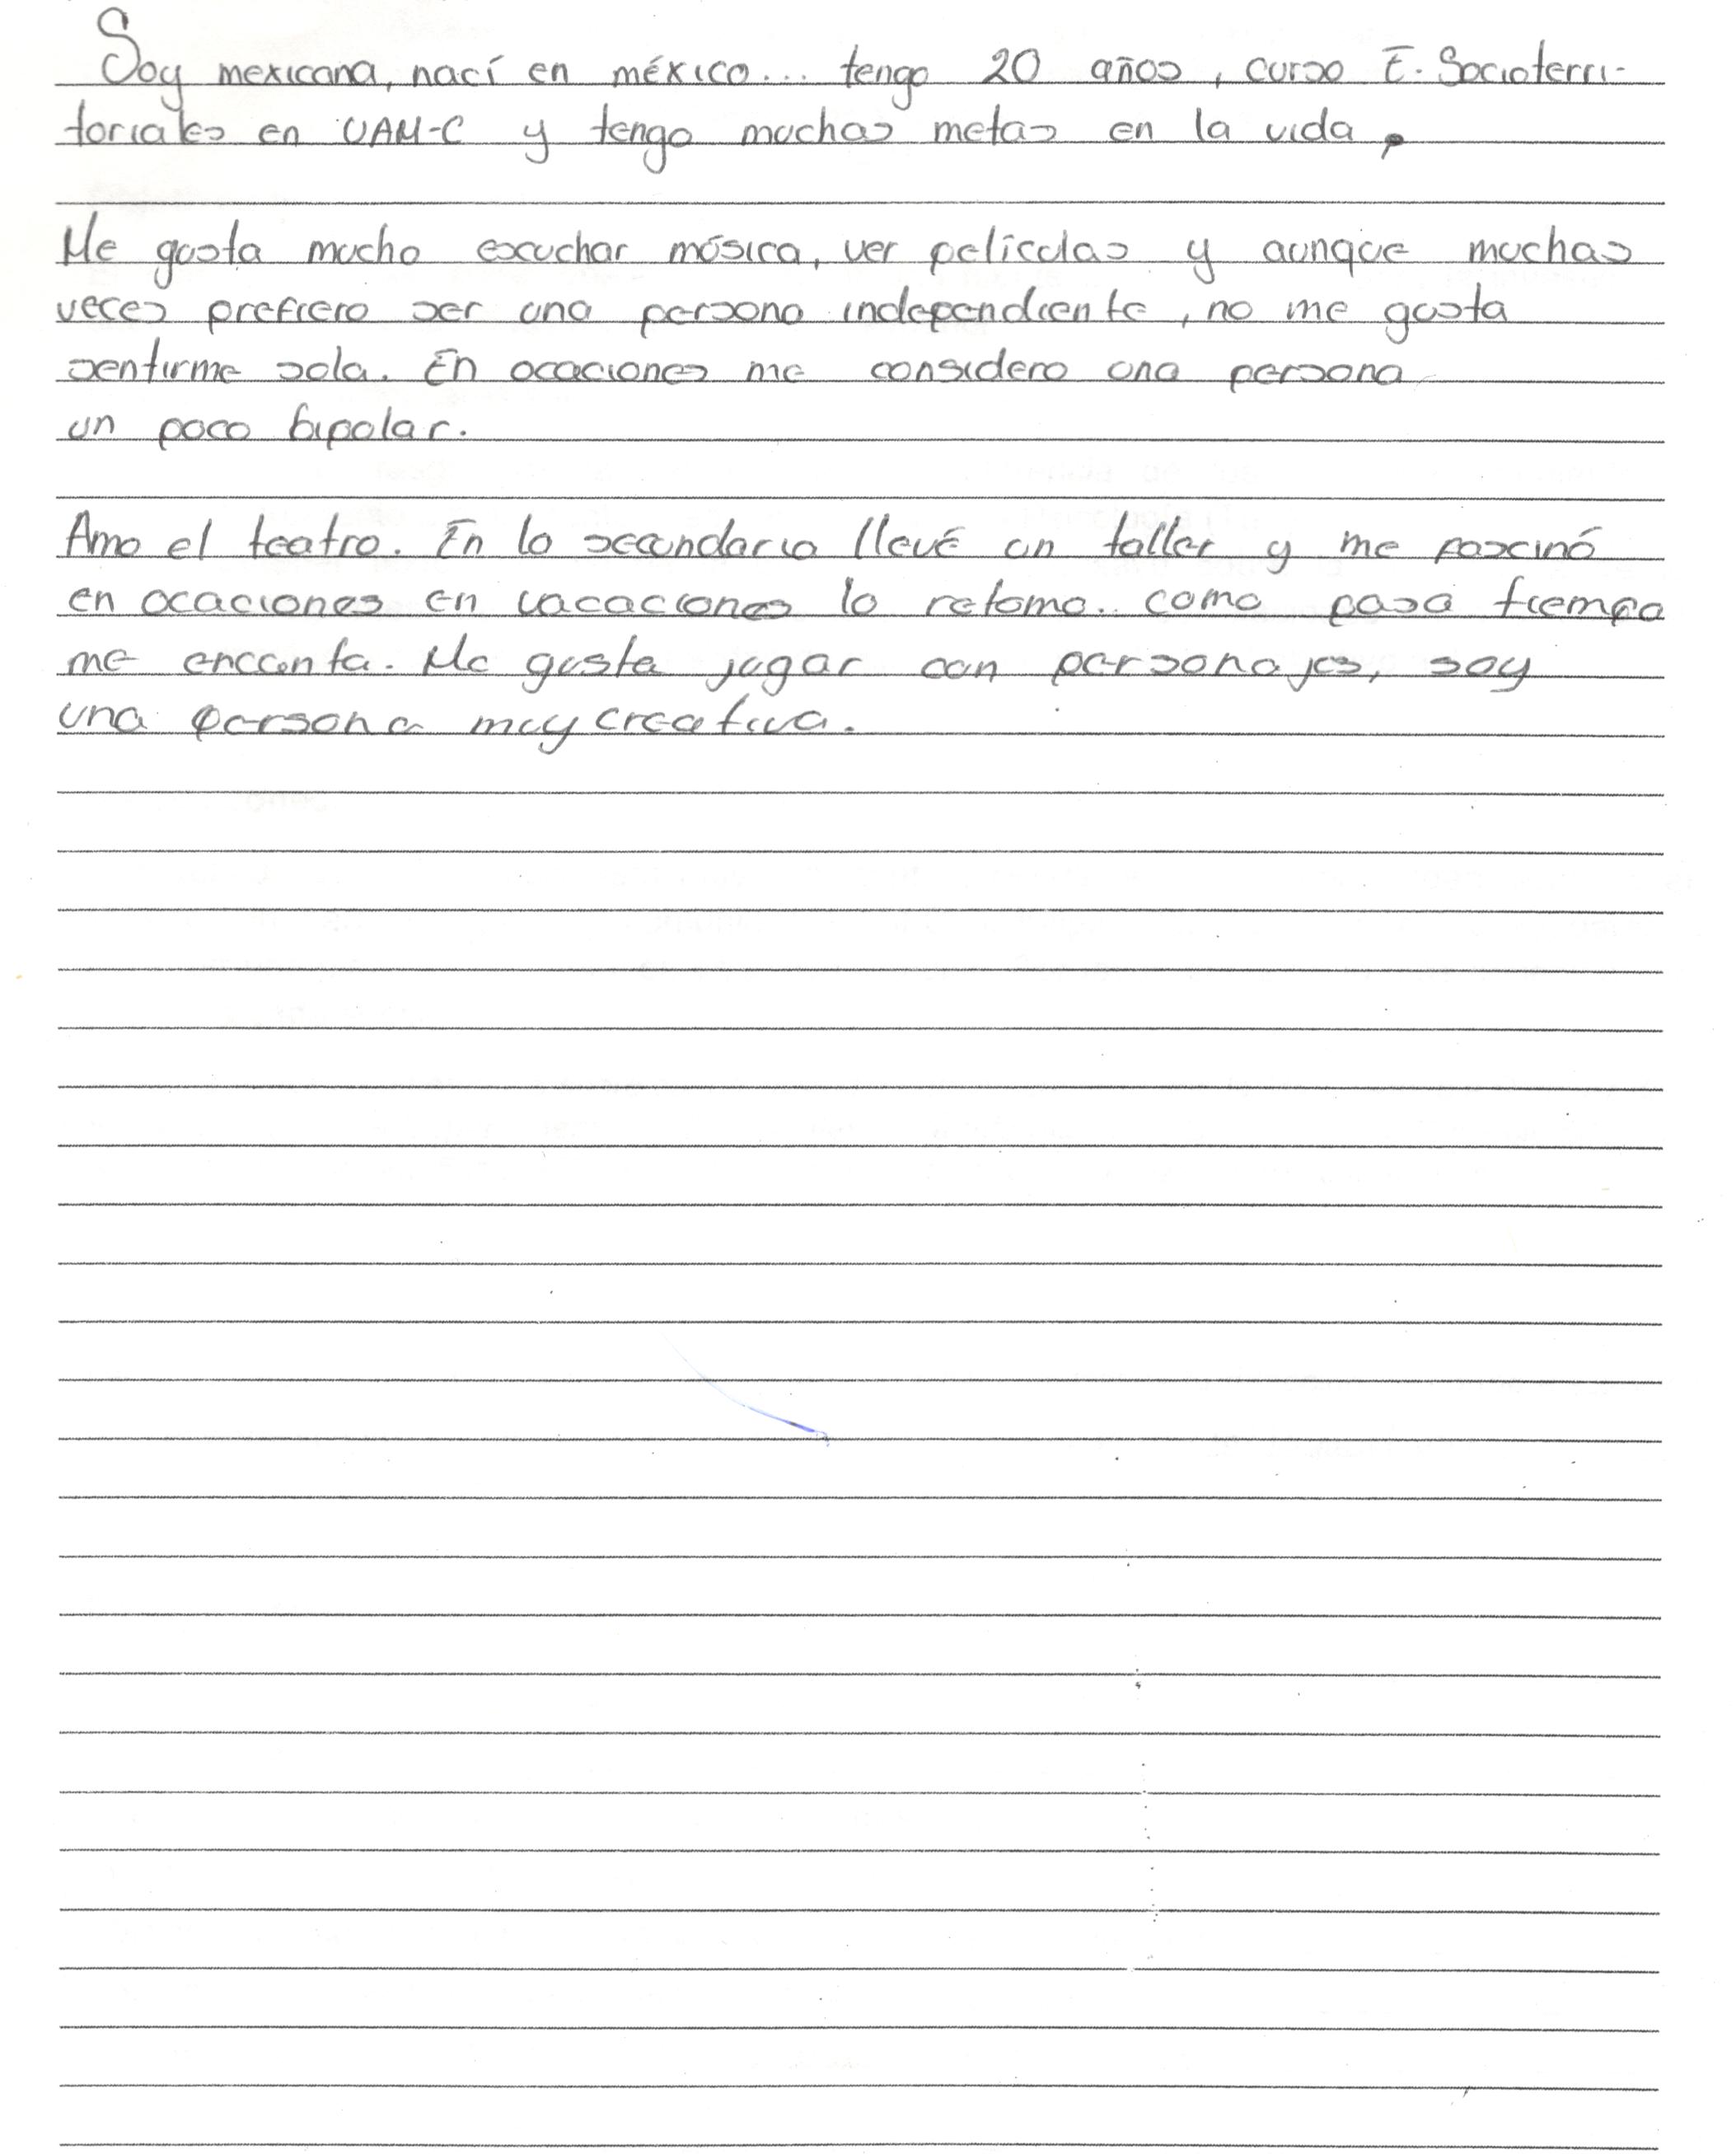 Soy mexicana, nací en méxico... tengo 20 años, curso E. Socioterri-
toriales en UAM-C y tengo muchas metas en la vida.
Me gusta mucho escuchar música, ver películas y aunque muchas
veces prefiero ser una persona independiente, no me gusta
sentirme sola. En ocaciones me considero una persona
un poco bipolar.
Amo el teatro. En la secundaria llevé un taller y me fascinó
en ocaciones en vacaciones lo retomo. como pasa tiempo
me encanta. Me gusta jugar con personajes, soy
una persona muy creativa.